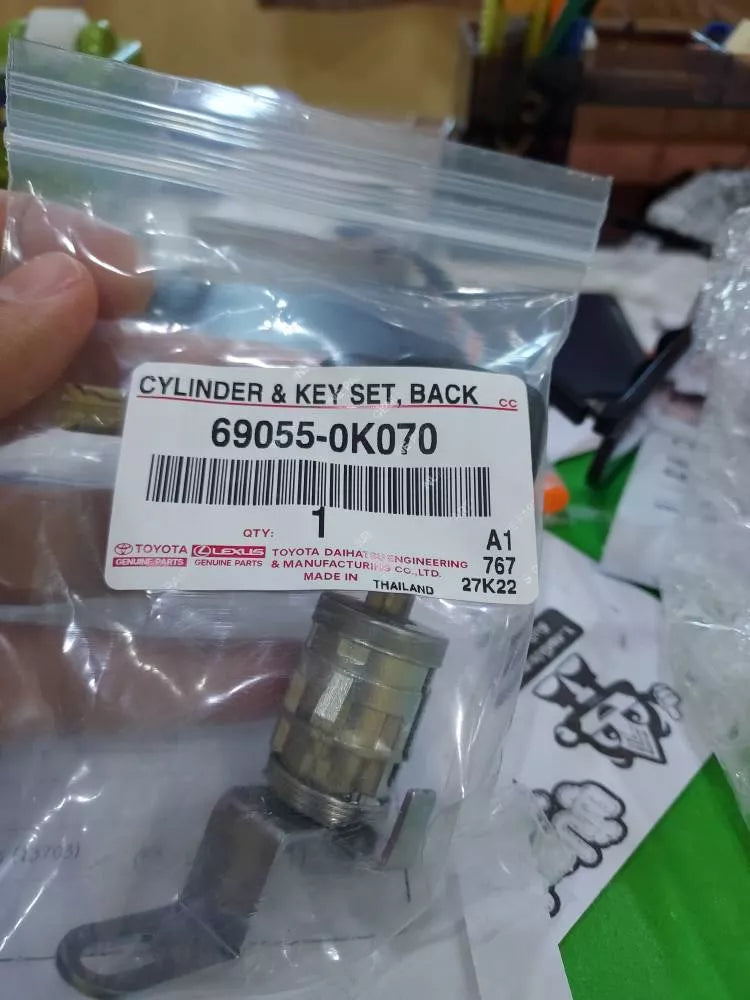 CYLINDER & KEY SET, BACK CC
69055-0K070
QTY: 1
A1
TOYOTA
GENUINE PARTS
LEXUS
GENUINE PARTS
TOYOTA DAIHATSU ENGINEERING
& MANUFACTURING CO.,LTD.
767
MADE IN THAILAND
27K22